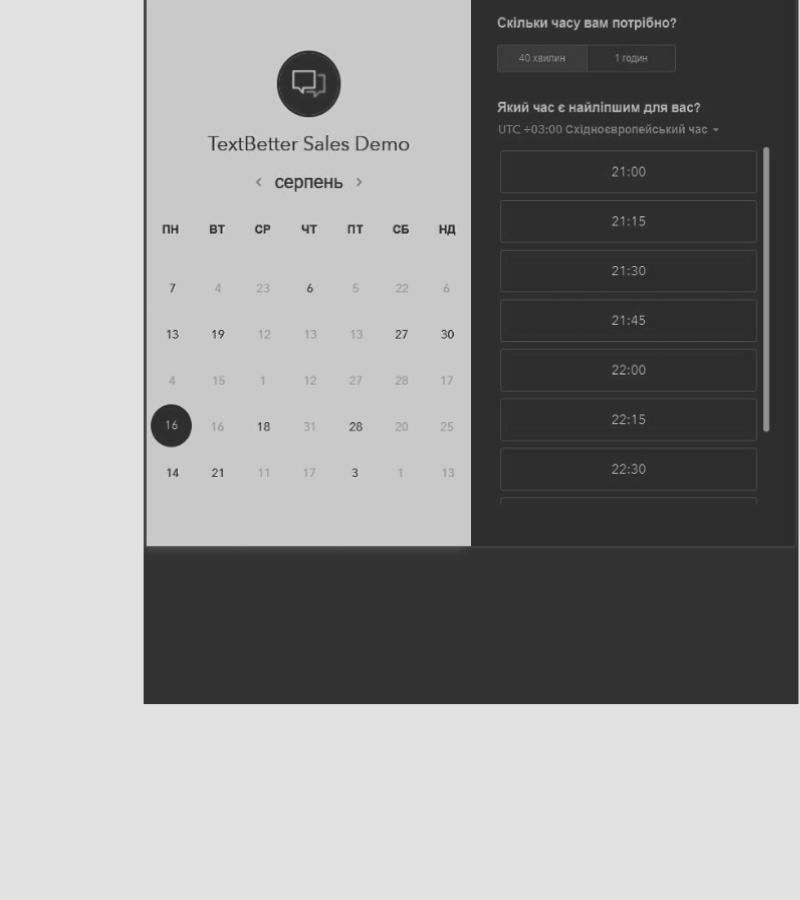 TextBetter Sales Demo
серпень
ПН ВТ СР ЧТ ПТ СБ НД
7 4 23 6 5 22 6
13 19 12 13 13 27 30
4 15 1 12 27 28 17
16 16 18 31 28 20 25
14 21 11 17 3 1 13
Скільки часу вам потрібно?
40 хвилин 1 годин
Який час є найліпшим для вас?
UTC +03:00 Східноєвропейський час
21:00
21:15
21:30
21:45
22:00
22:15
22:30